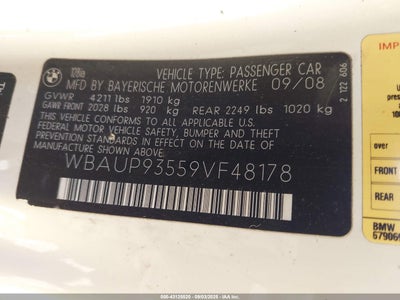 128i
VEHICLE TYPE: PASSENGER CAR
MFD BY BAYERISCHE MOTORENWERKE 09/08
GVWR 4211 lbs 1910 kg
GAWR FRONT 2028 lbs 920 kg REAR 2249 lbs 1020 kg
THIS VEHICLE CONFORMS TO ALL APPLICABLE
FEDERAL MOTOR VEHICLE SAFETY, BUMPER AND THEFT
PREVENTION STANDARDS IN EFFECT ON THE DATE OF
MANUFACTURE SHOWN ABOVE
WBAUP93559VF48178
2 122 606
IMP
over
FRONT
REAR
BMW